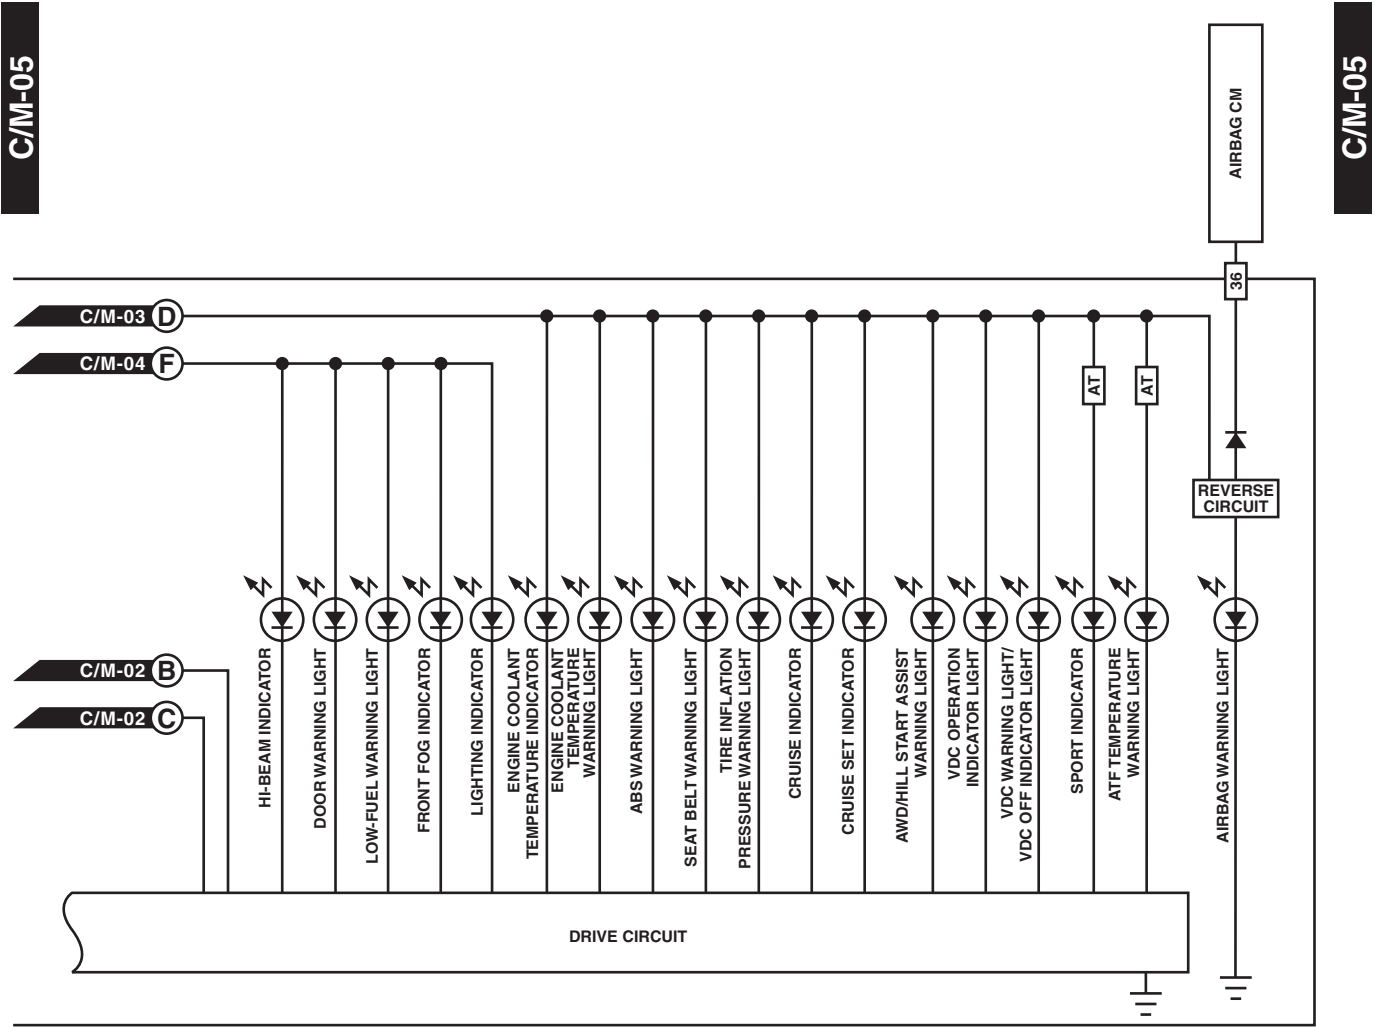 C/M-05
C/M-05
AIRBAG CM
36
C/M-03 D
C/M-04 F
AT
AT
REVERSE
CIRCUIT
C/M-02 B
C/M-02 C
HI-BEAM INDICATOR
DOOR WARNING LIGHT
LOW-FUEL WARNING LIGHT
FRONT FOG INDICATOR
LIGHTING INDICATOR
ENGINE COOLANT
TEMPERATURE INDICATOR
ENGINE COOLANT
TEMPERATURE
WARNING LIGHT
ABS WARNING LIGHT
SEAT BELT WARNING LIGHT
TIRE INFLATION
PRESSURE WARNING LIGHT
CRUISE INDICATOR
CRUISE SET INDICATOR
AWD/HILL START ASSIST
WARNING LIGHT
VDC OPERATION
INDICATOR LIGHT
VDC WARNING LIGHT/
VDC OFF INDICATOR LIGHT
SPORT INDICATOR
ATF TEMPERATURE
WARNING LIGHT
AIRBAG WARNING LIGHT
DRIVE CIRCUIT